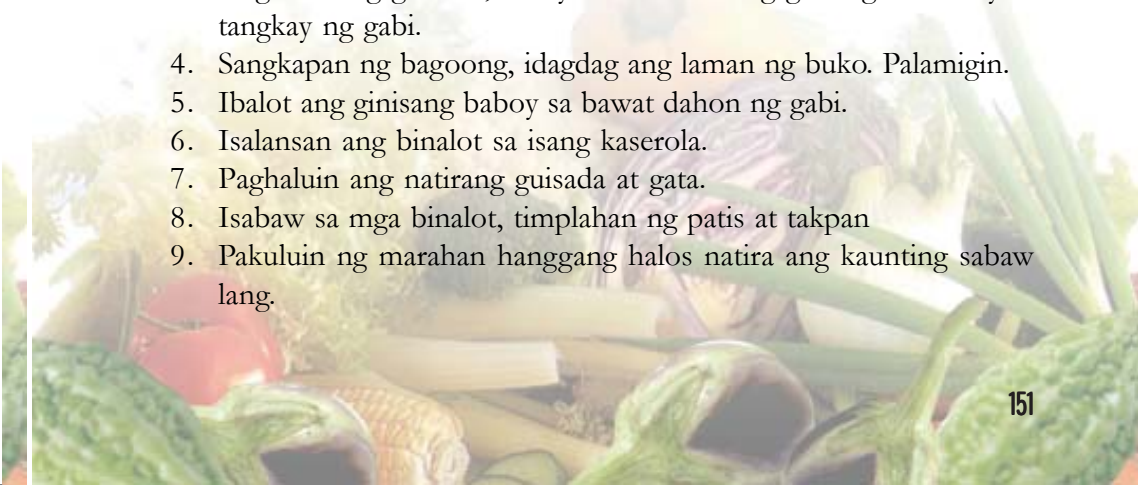 tangkay ng gabi.
4. Sangkapan ng bagoong, idagdag ang laman ng buko. Palamigin.
5. Ibalot ang ginisang baboy sa bawat dahon ng gabi.
6. Isalansan ang binalot sa isang kaserola.
7. Paghaluin ang natirang guisada at gata.
8. Isabaw sa mga binalot, timplahan ng patis at takpan
9. Pakuluin ng marahan hanggang halos natira ang kaunting sabaw
lang.
151